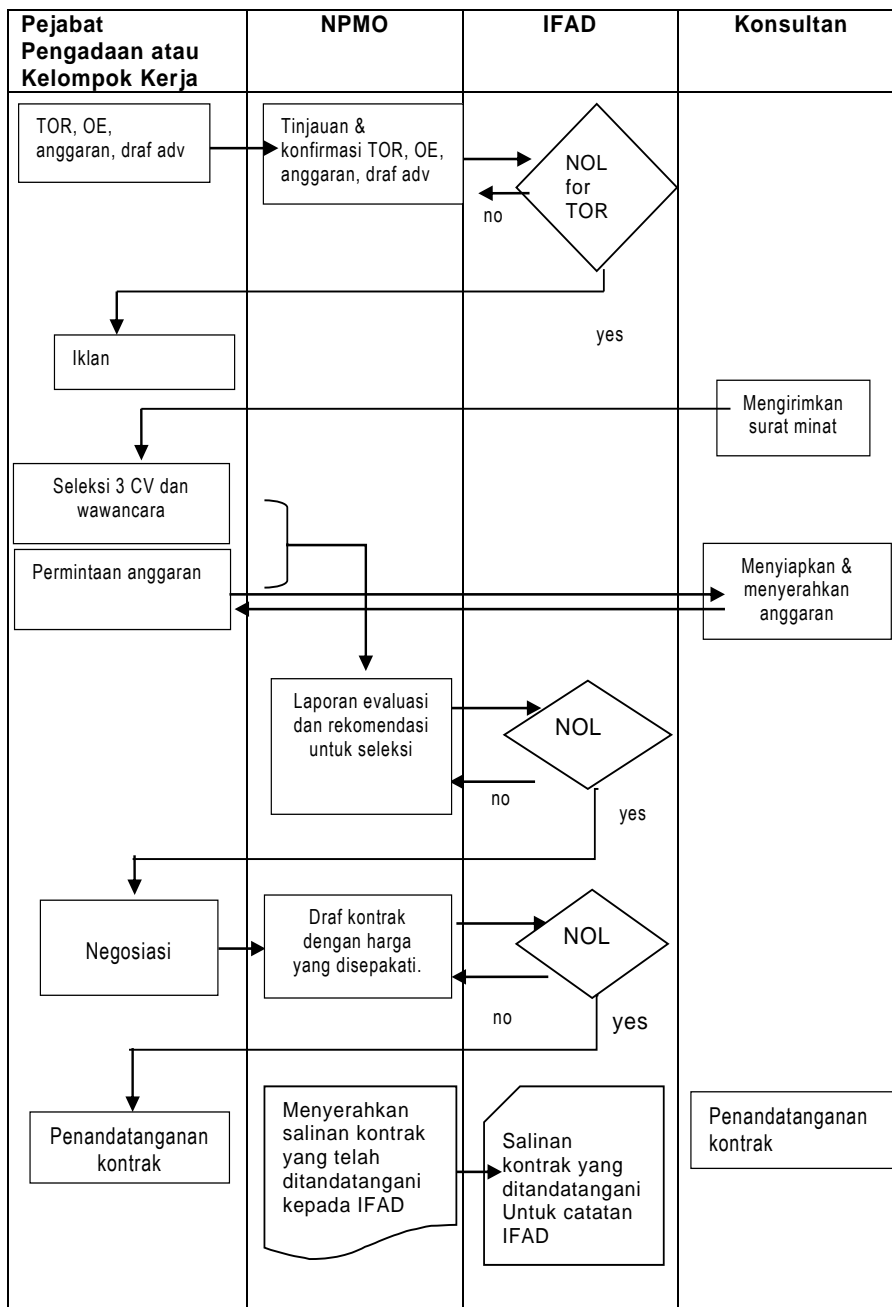 Pejabat
Pengadaan atau
Kelompok Kerja
NPMO
IFAD
Konsultan
TOR, OE,
anggaran, draf adv
Tinjauan &
konfirmasi TOR, OE,
anggaran, draf adv
NOL
for
TOR
no
yes
Iklan
Mengirimkan
surat minat
Seleksi 3 CV dan
wawancara
Permintaan anggaran
Menyiapkan &
menyerahkan
anggaran
Laporan evaluasi
dan rekomendasi
untuk seleksi
NOL
no
yes
Negosiasi
Draf kontrak
dengan harga
yang disepakati.
NOL
no
yes
Penandatanganan
kontrak
Menyerahkan
salinan kontrak
yang telah
ditandatangani
kepada IFAD
Salinan
kontrak yang
ditandatangani
Untuk catatan
IFAD
Penandatanganan
kontrak